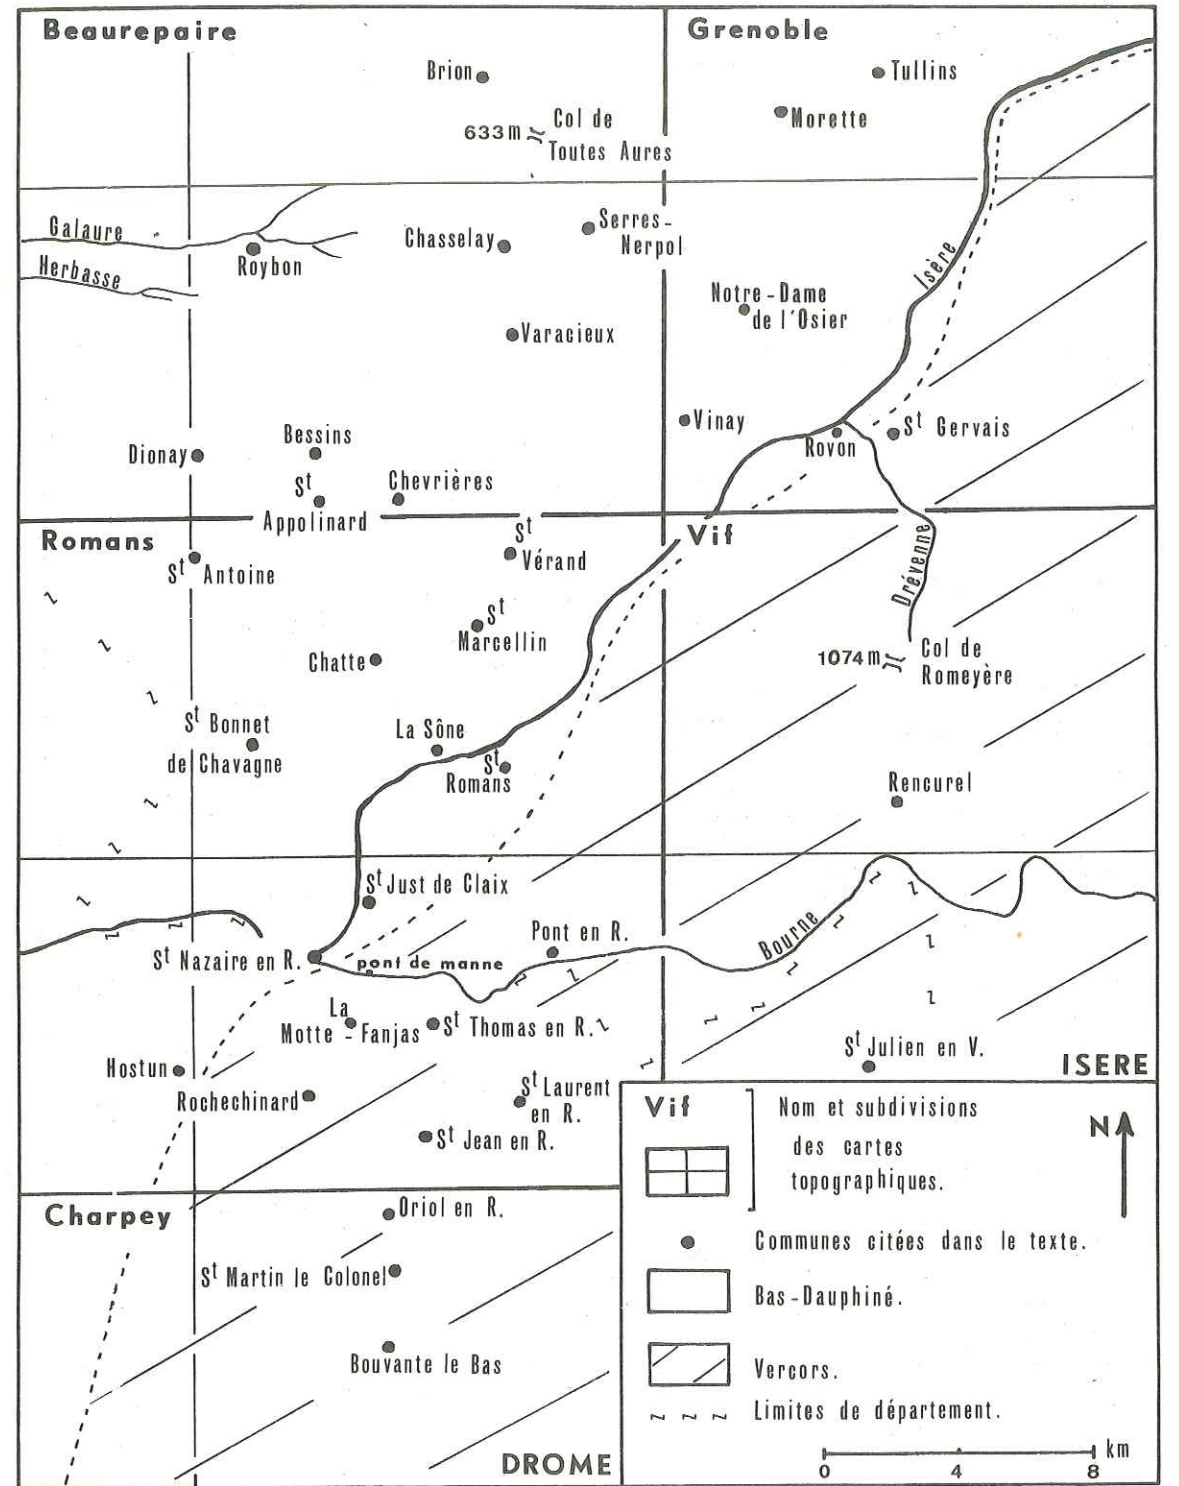 Beaurepaire
Grenoble
Brion
Tullins
Morette
633 m
Col de
Toutes Aures
Galaure
Herbasse
Roybon
Chasselay
Serres-
Nerpol
Isère
Notre-Dame
de l'Osier
Varacieux
Vinay
Rovon
St Gervais
Dionay
Bessins
St
Appolinard
Chevrières
Romans
Vif
St Antoine
St
Vérand
Drévenne
St
Marcellin
Chatte
1074 m
Col de
Romeyère
St Bonnet
de Chavagne
La Sône
St
Romans
Rencurel
St Just de Claix
St Nazaire en R.
pont de manne
Pont en R.
Bourne
La
Motte-Fanjas
St Thomas en R.
Hostun
Rochechinard
St Laurent
en R.
St Jean en R.
St Julien en V.
ISERE
Charpey
Oriol en R.
St Martin le Colonel
Bouvante le Bas
DROME
Vif
Nom et subdivisions
des cartes
topographiques.
N
Communes citées dans le texte.
Bas-Dauphiné.
Vercors.
Limites de département.
km
0 4 8